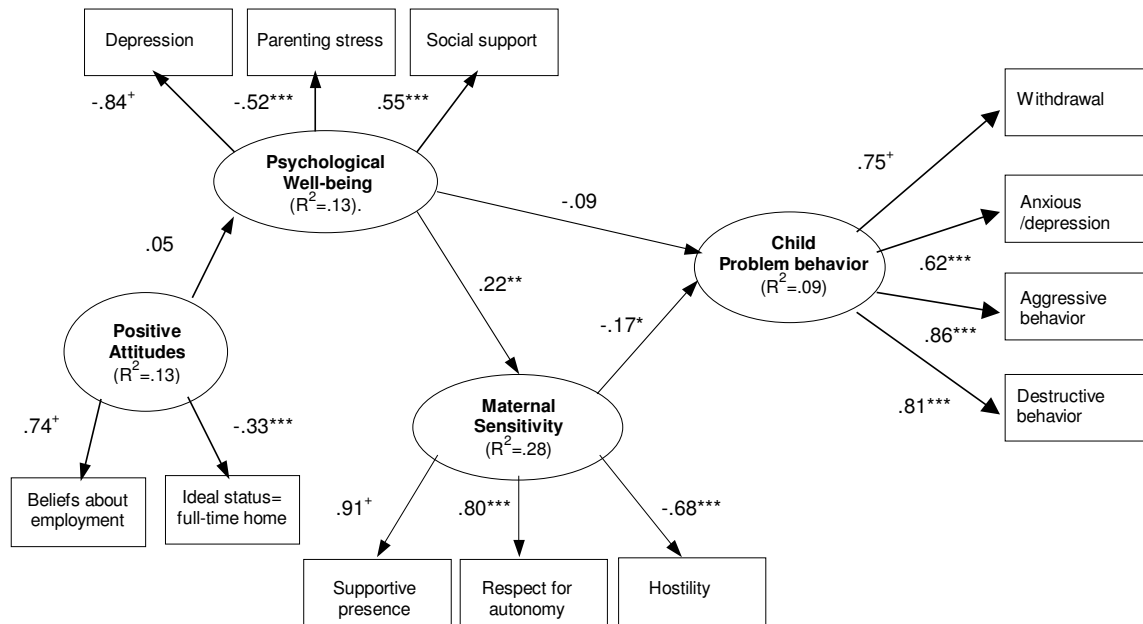 Depression
Parenting stress
Social support
-.84+
-.52***
.55***
Psychological
Well-being
(R2=.13).
Withdrawal
.75+
Anxious
/depression
.62***
Aggressive
behavior
.86***
Destructive
behavior
.81***
-.09
Child
Problem behavior
(R2=.09)
.05
.22**
-.17*
Positive
Attitudes
(R2=.13)
.74+
-.33***
Beliefs about
employment
Ideal status=
full-time home
Maternal
Sensitivity
(R2=.28)
.91+
.80***
-.68***
Supportive
presence
Respect for
autonomy
Hostility